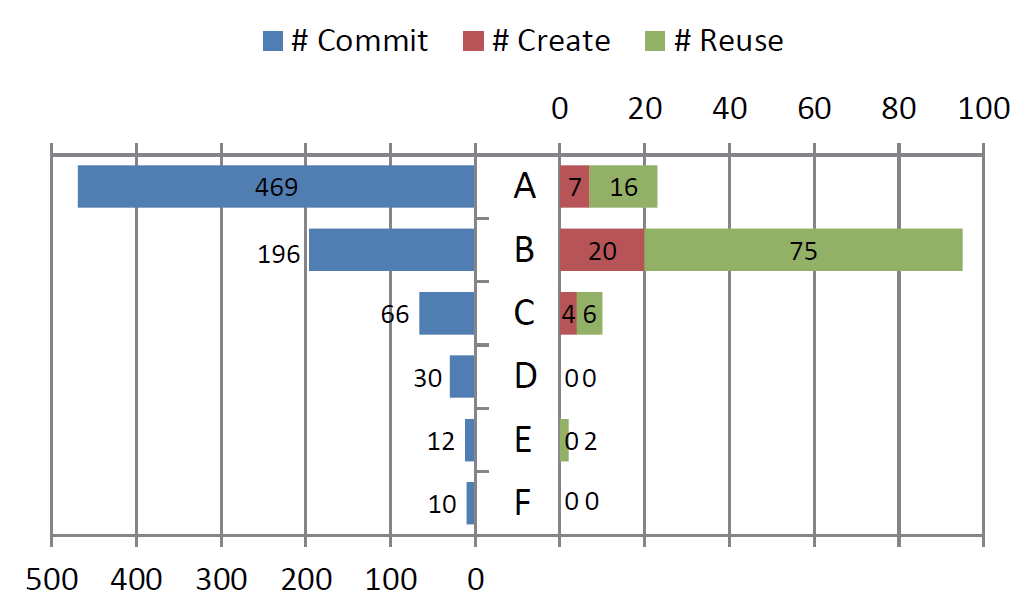 # Commit # Create # Reuse
0 20 40 60 80 100
469 A 7 16
196 B 20 75
66 C 4 6
30 D 0 0
12 E 0 2
10 F 0 0
500 400 300 200 100 0